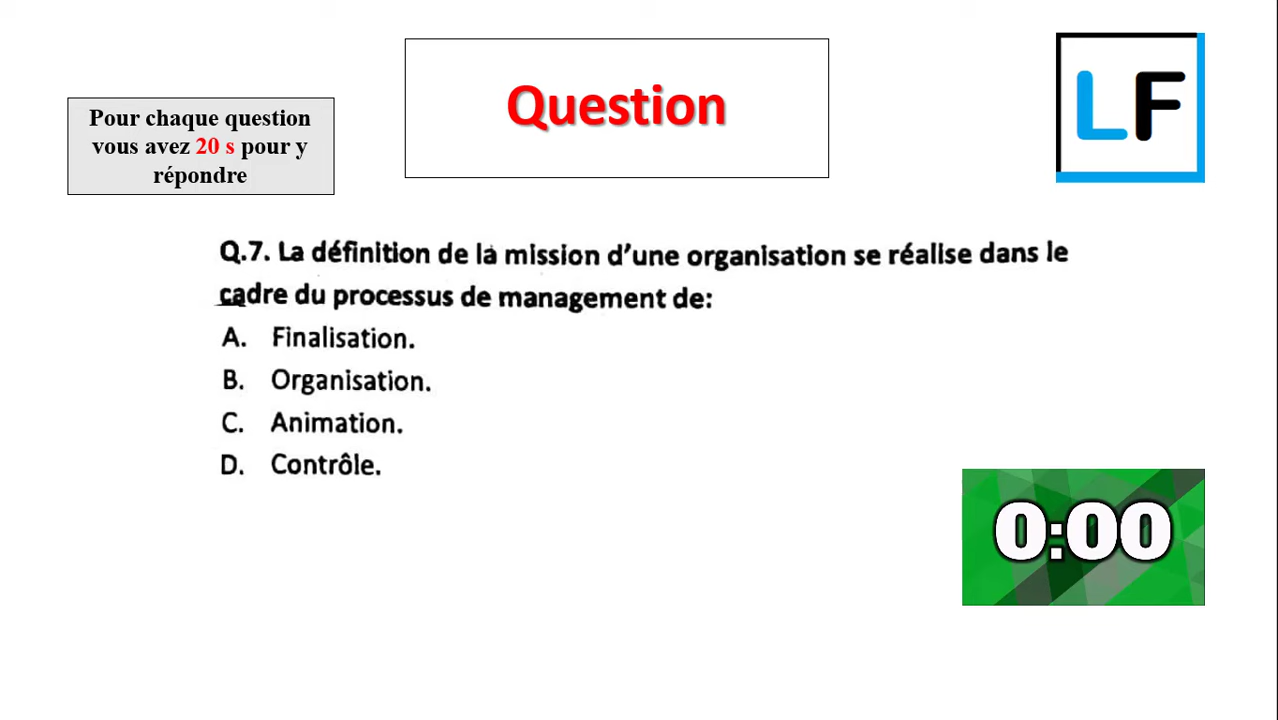 Question
LF
Pour chaque question
vous avez 20 s pour y
répondre
Q.7. La définition de la mission d'une organisation se réalise dans le
cadre du processus de management de:
A. Finalisation.
B. Organisation.
C. Animation.
D. Contrôle.
0:00